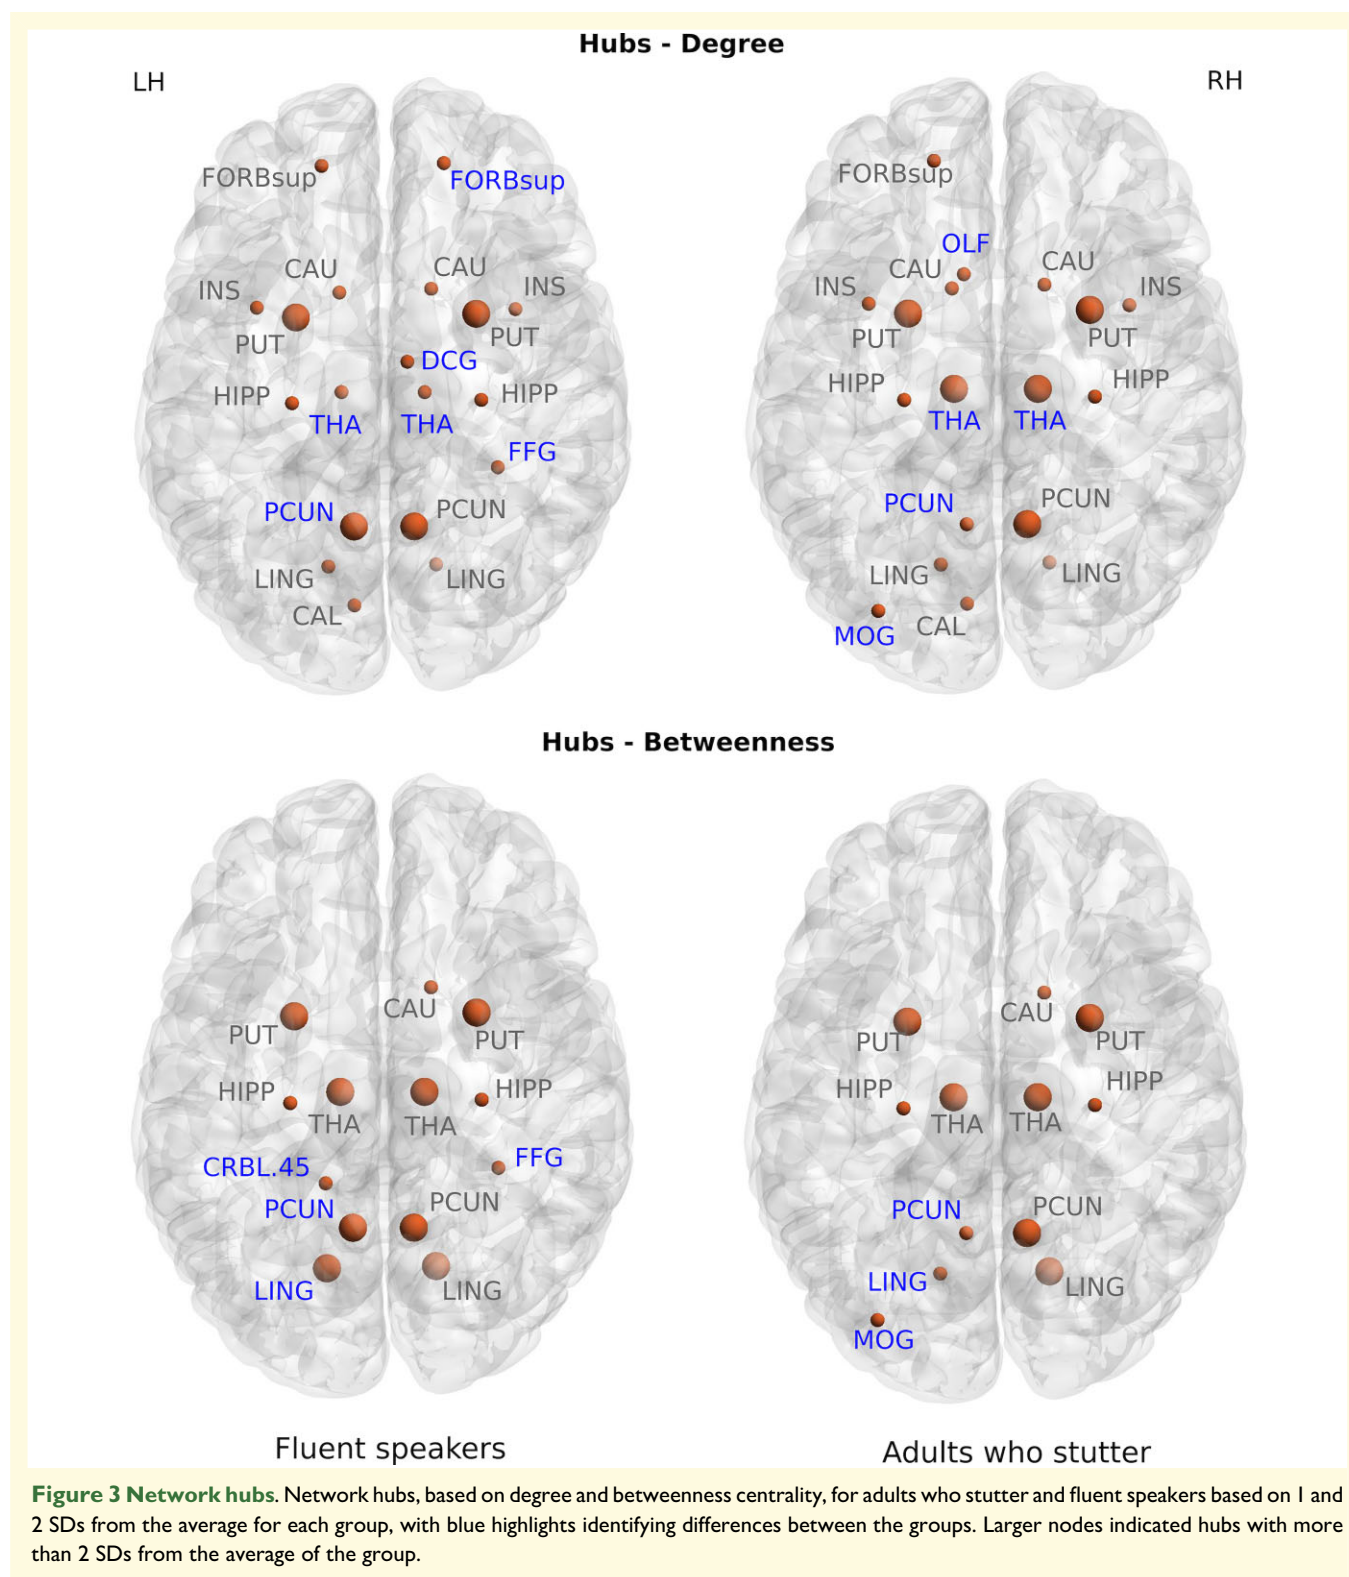 Hubs - Degree
LH
RH
FORBsup
FORBsup
CAU
CAU
INS
INS
PUT
PUT
DCG
HIPP
HIPP
THA
THA
FFG
PCUN
PCUN
LING
LING
CAL
FORBsup
OLF
CAU
CAU
INS
INS
PUT
PUT
HIPP
HIPP
THA
THA
PCUN
PCUN
LING
LING
MOG
CAL
Hubs - Betweenness
CAU
PUT
PUT
HIPP
HIPP
THA
THA
CRBL.45
FFG
PCUN
PCUN
LING
LING
CAU
PUT
PUT
HIPP
HIPP
THA
THA
PCUN
PCUN
LING
LING
MOG
Fluent speakers
Adults who stutter
Figure 3 Network hubs. Network hubs, based on degree and betweenness centrality, for adults who stutter and fluent speakers based on 1 and
2 SDs from the average for each group, with blue highlights identifying differences between the groups. Larger nodes indicated hubs with more
than 2 SDs from the average of the group.